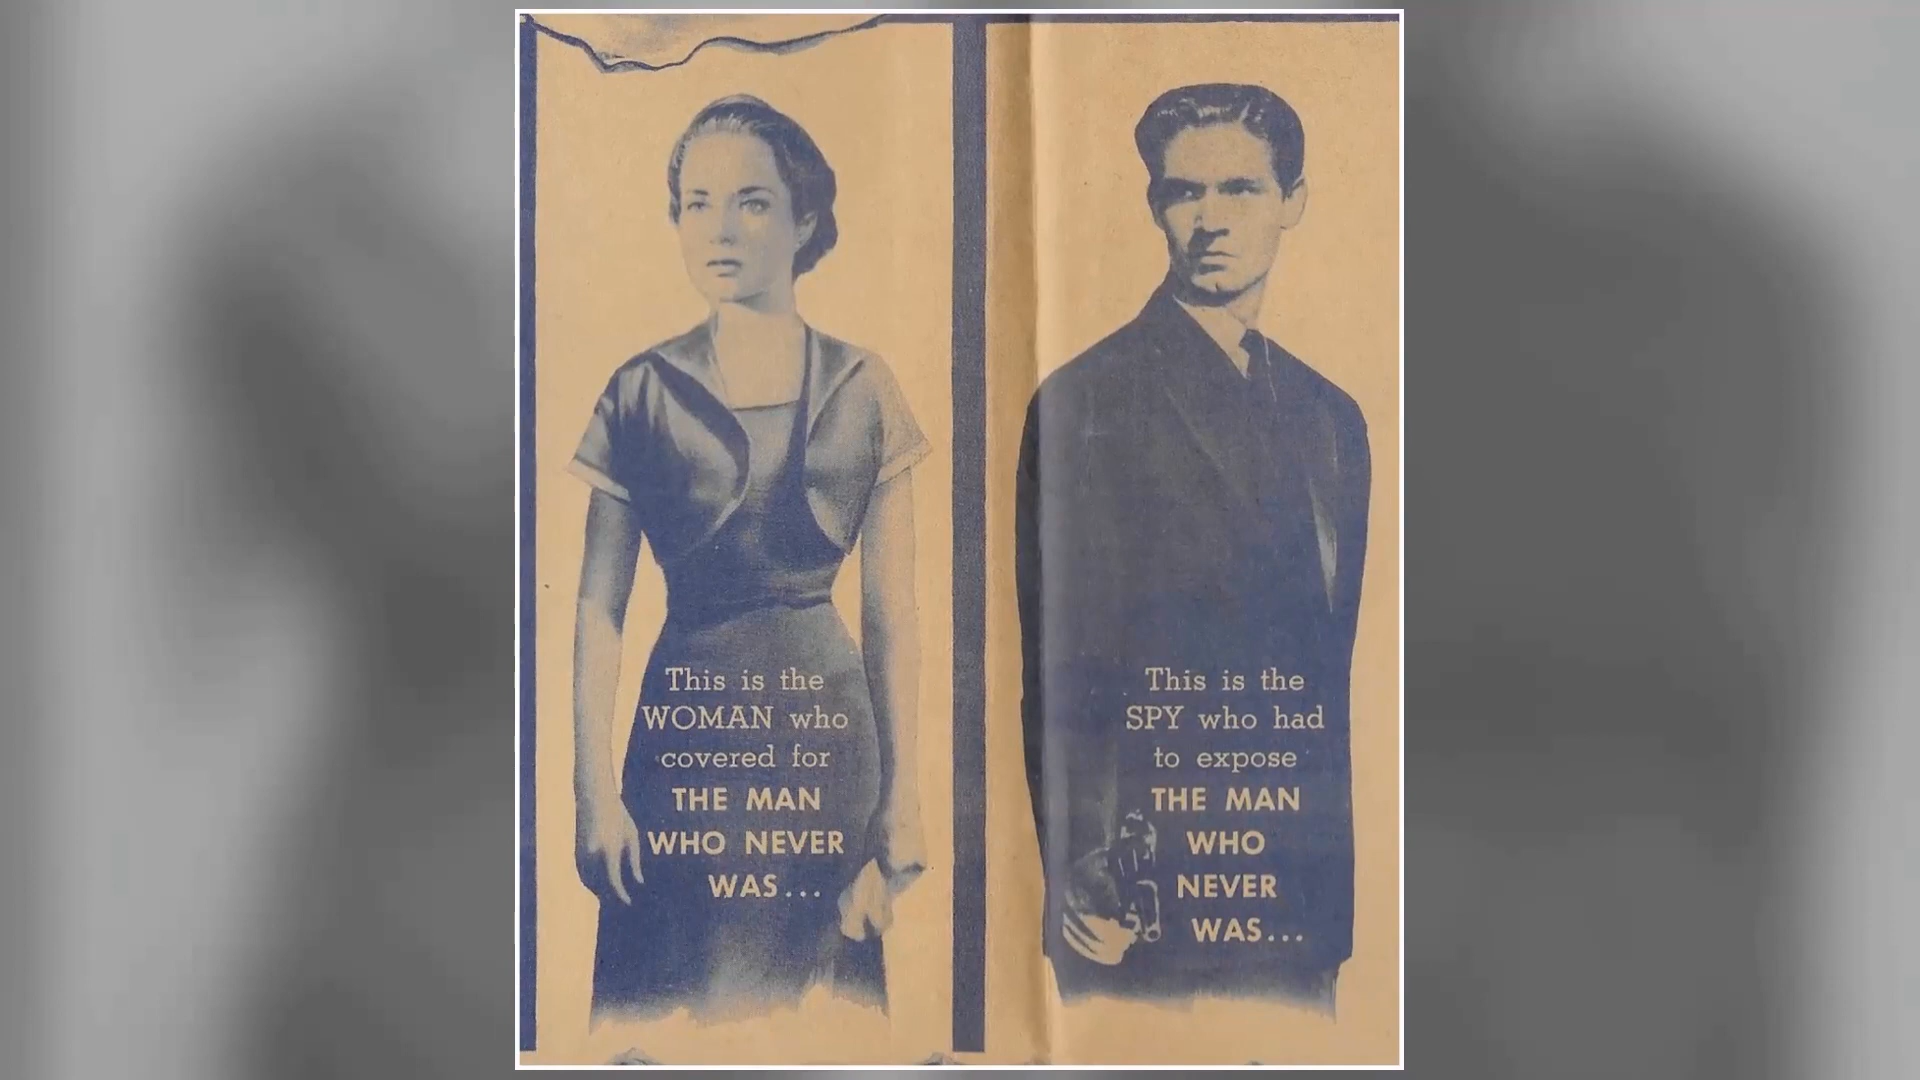 This is the
WOMAN who
covered for
THE MAN
WHO NEVER
WAS...
This is the
SPY who had
to expose
THE MAN
WHO
NEVER
WAS...